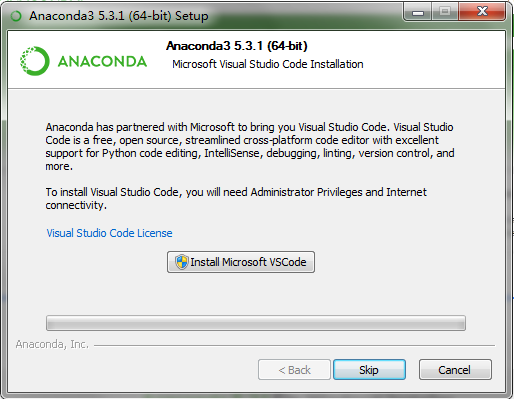 Anaconda3 5.3.1 (64-bit) Setup
ANACONDA
Anaconda3 5.3.1 (64-bit)
Microsoft Visual Studio Code Installation
Anaconda has partnered with Microsoft to bring you Visual Studio Code. Visual Studio
Code is a free, open source, streamlined cross-platform code editor with excellent
support for Python code editing, IntelliSense, debugging, linting, version control, and
more.
To install Visual Studio Code, you will need Administrator Privileges and Internet
connectivity.
Visual Studio Code License
Install Microsoft VSCode
Anaconda, Inc.
< Back
Skip
Cancel